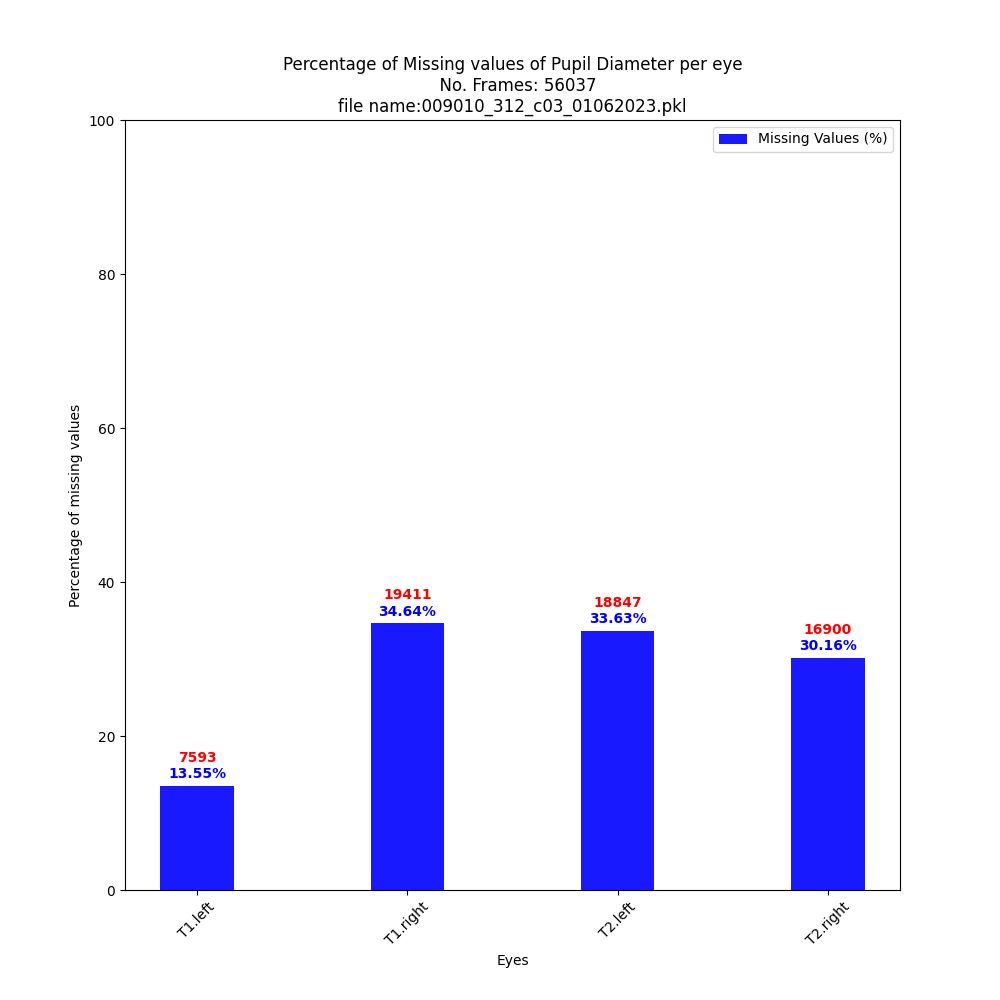 Percentage of Missing values of Pupil Diameter per eye
No. Frames: 56037
file name:009010_312_c03_01062023.pkl
Missing Values (%)
100
80
60
40
20
0
Percentage of missing values
7593
13.55%
19411
34.64%
18847
33.63%
16900
30.16%
T1.left
T1.right
T2.left
T2.right
Eyes